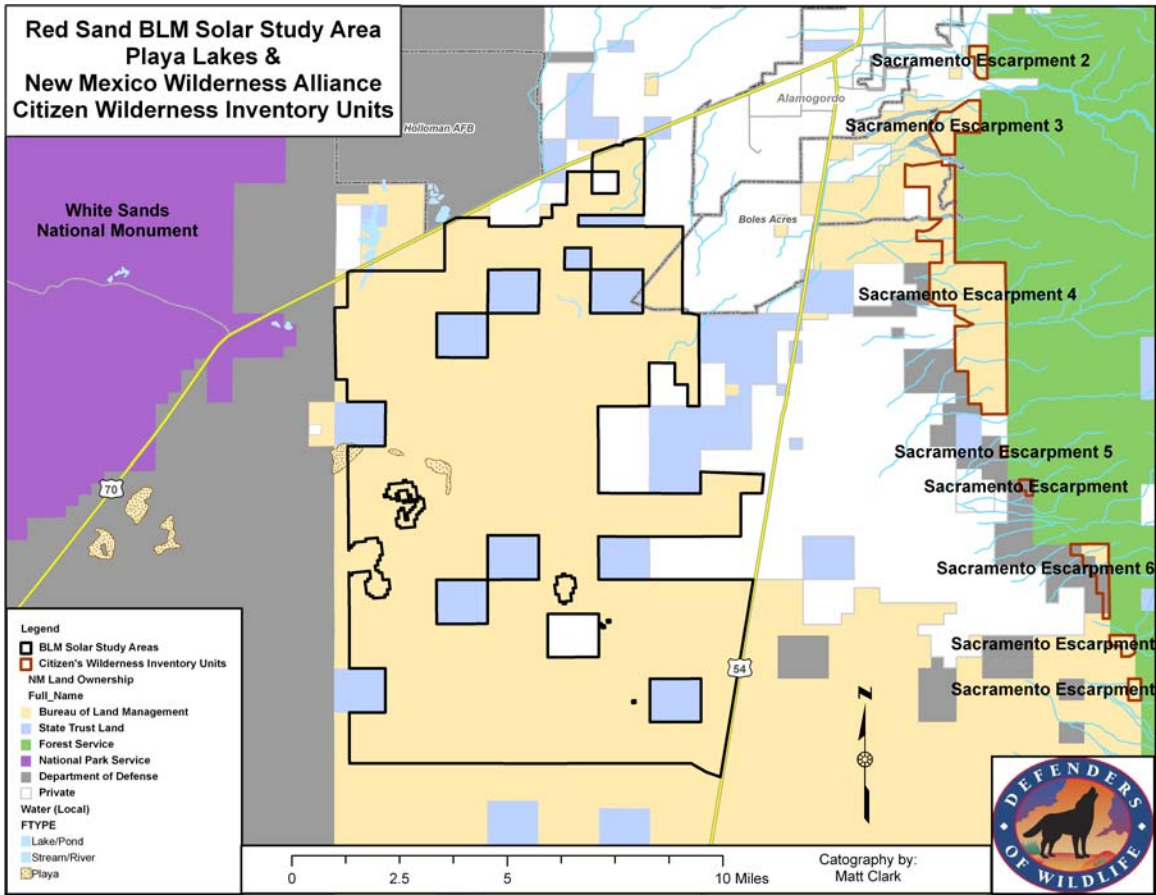 Red Sand BLM Solar Study Area
Playa Lakes &
New Mexico Wilderness Alliance
Citizen Wilderness Inventory Units
Sacramento Escarpment 2
Alamogordo
Holloman AFB
Sacramento Escarpment 3
White Sands
National Monument
Boles Acres
Sacramento Escarpment 4
Sacramento Escarpment 5
70
Sacramento Escarpment
Sacramento Escarpment 6
Sacramento Escarpment
54
Sacramento Escarpment
Legend
BLM Solar Study Areas
Citizen's Wilderness Inventory Units
NM Land Ownership
Full_Name
Bureau of Land Management
State Trust Land
Forest Service
National Park Service
Department of Defense
Private
Water (Local)
FTYPE
Lake/Pond
Stream/River
Playa
N
0 2.5 5 10 Miles
Catography by:
Matt Clark
DEFENDERS
OF WILDLIFE